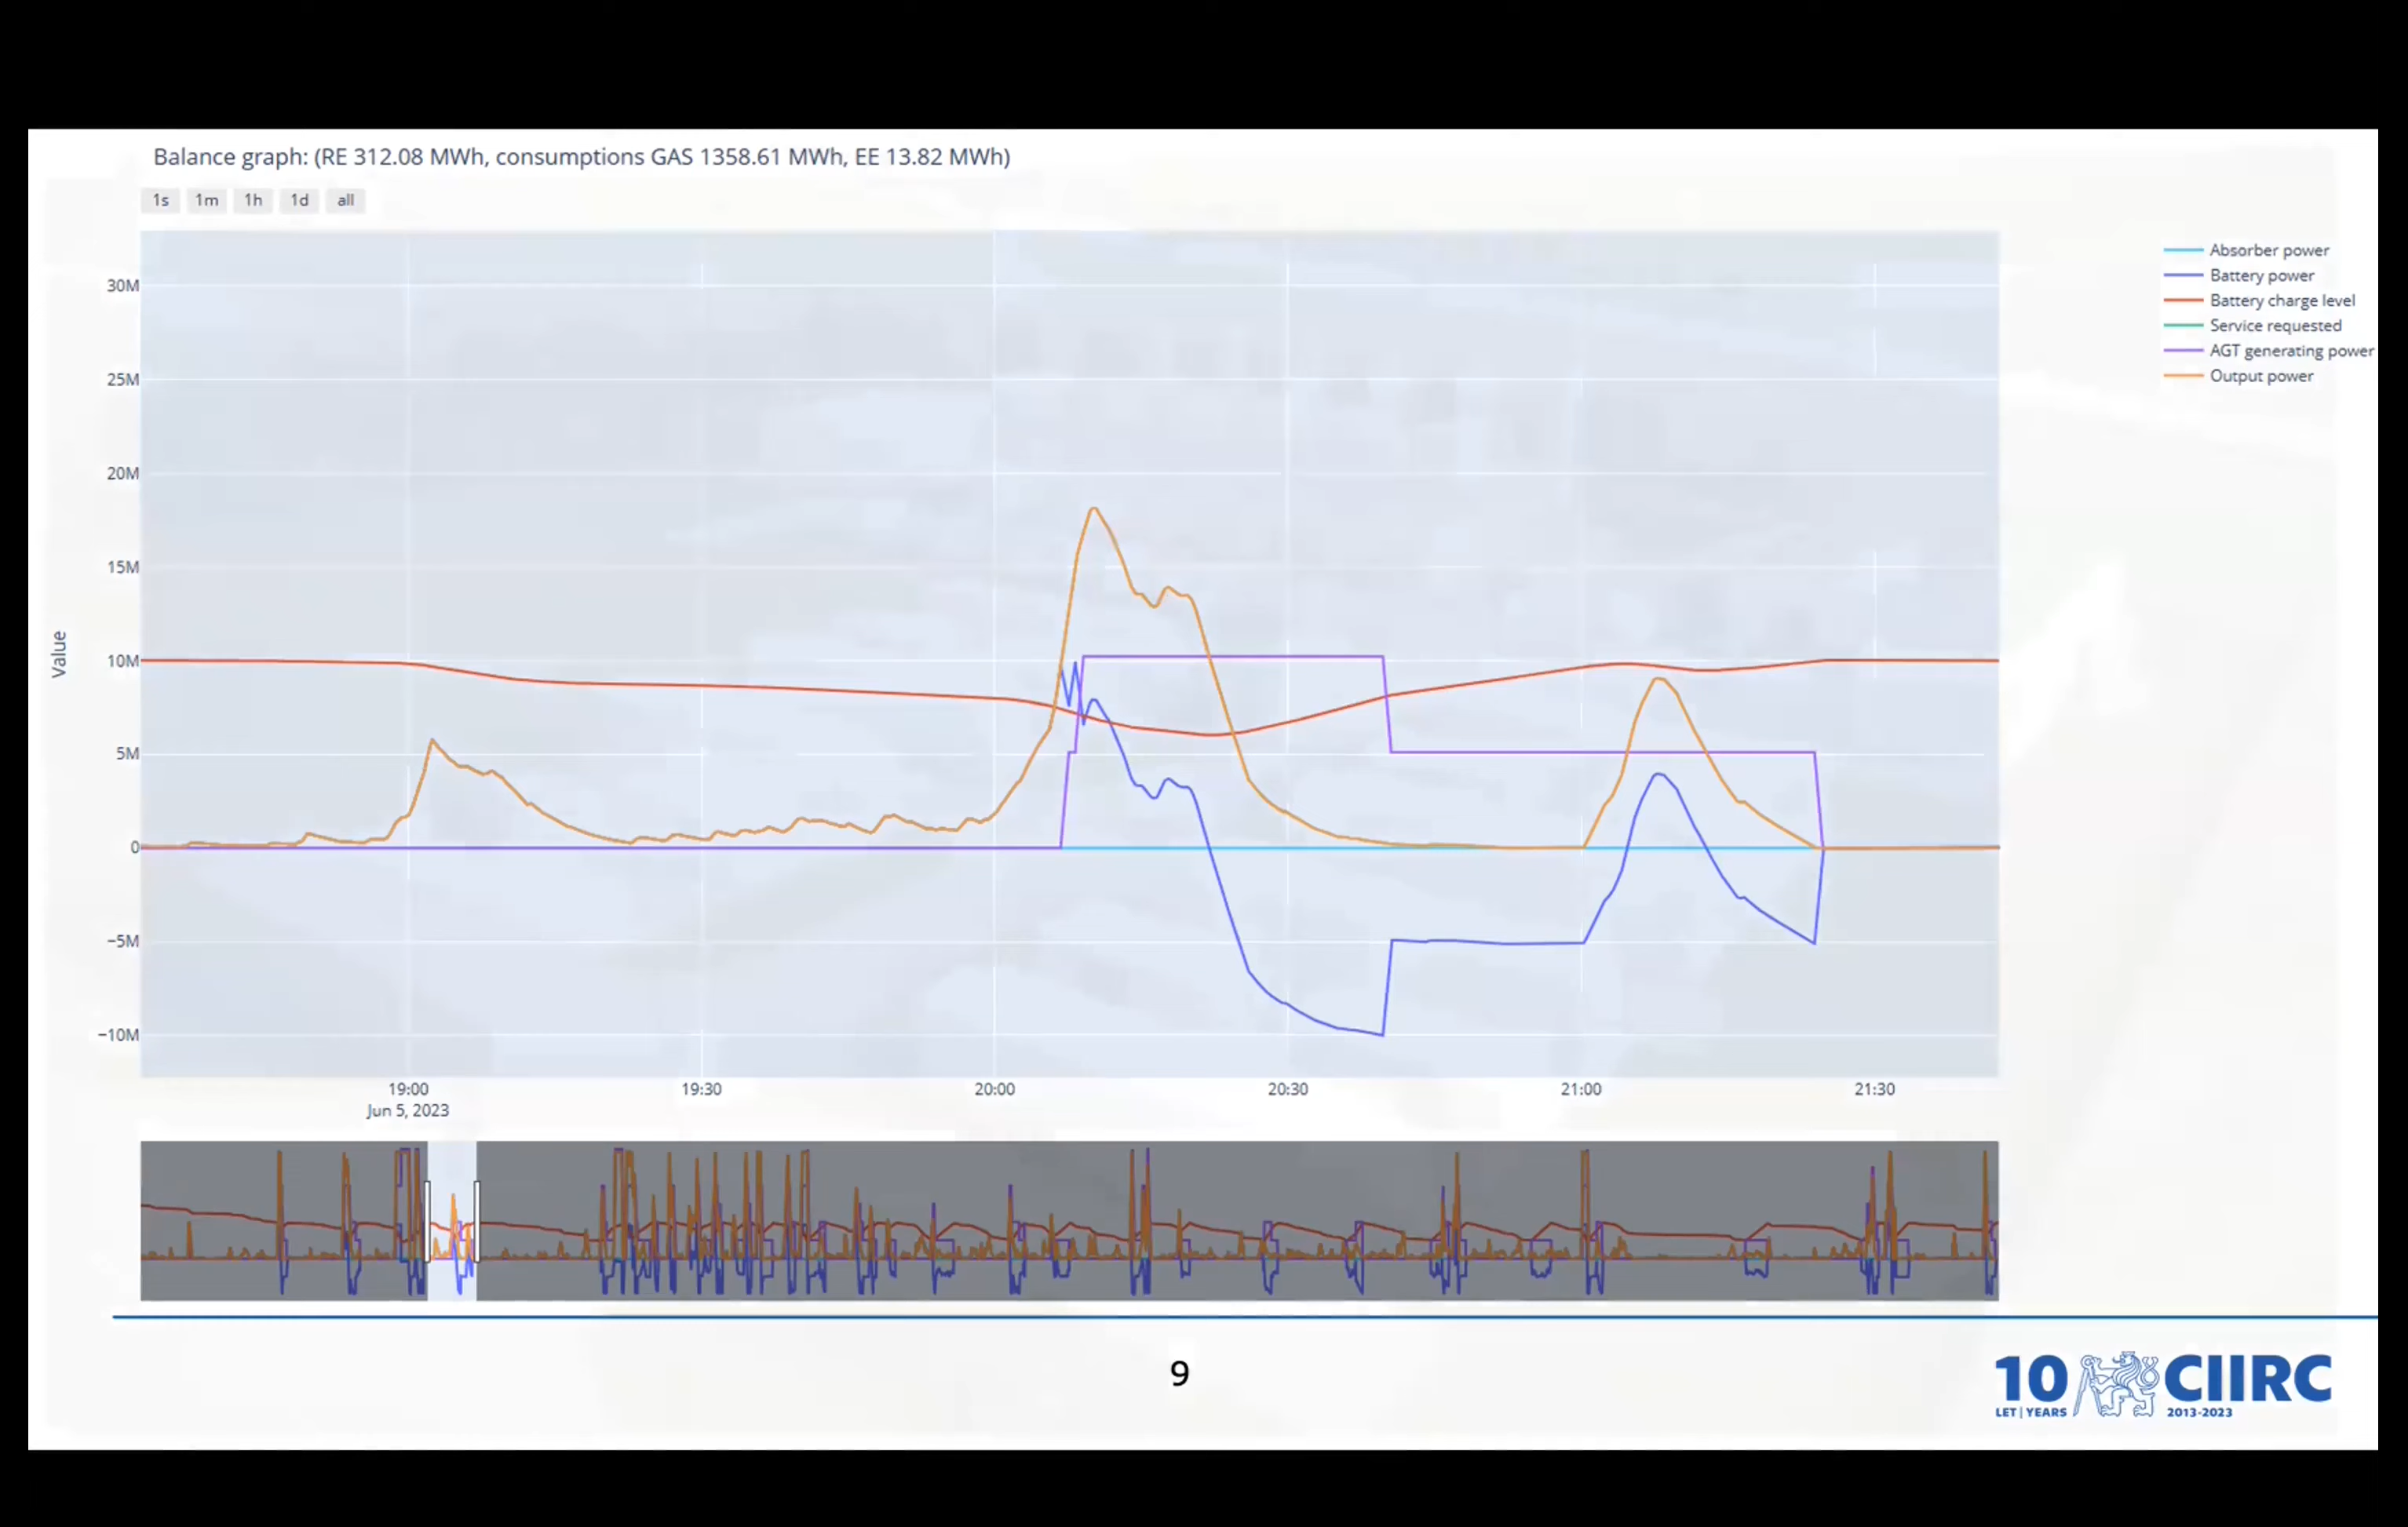 Balance graph: (RE 312.08 MWh, consumptions GAS 1358.61 MWh, EE 13.82 MWh)
1s 1m 1h 1d all
Absorber power
Battery power
Battery charge level
Service requested
AGT generating power
Output power
Value
30M
25M
20M
15M
10M
5M
0
−5M
−10M
19:00 19:30 20:00 20:30 21:00 21:30
Jun 5, 2023
9
10 CIIRC
LET | YEARS 2013-2023